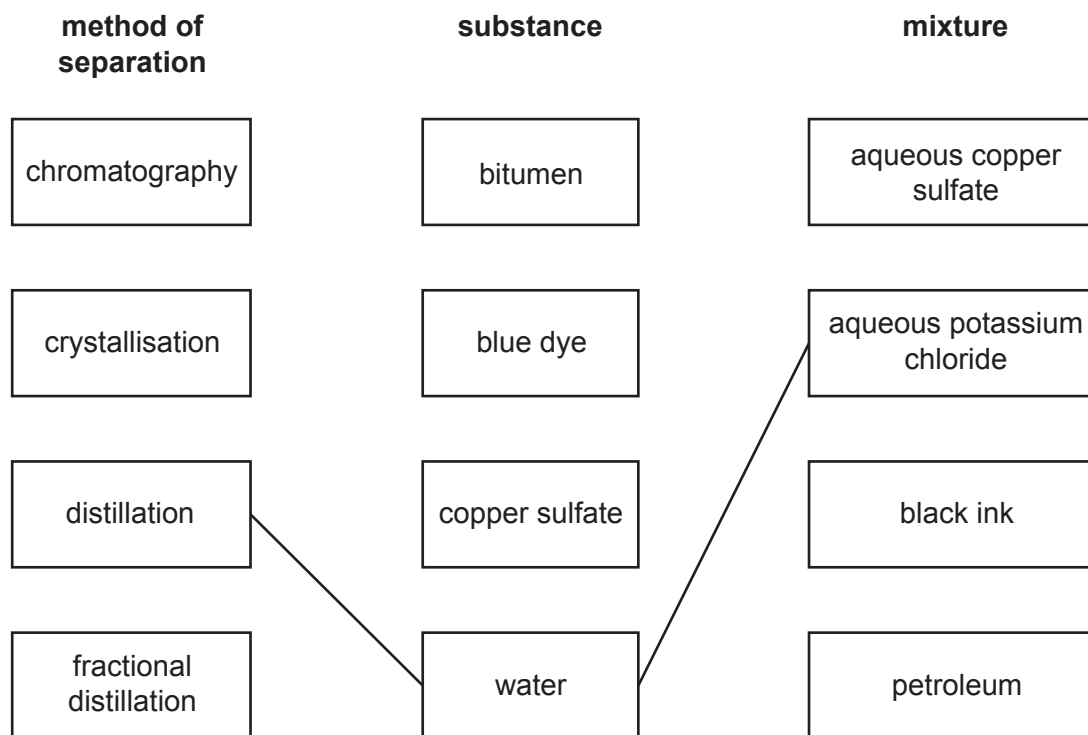 method of
separation
substance
mixture
chromatography
bitumen
aqueous copper
sulfate
crystallisation
blue dye
aqueous potassium
chloride
distillation
copper sulfate
black ink
fractional
distillation
water
petroleum